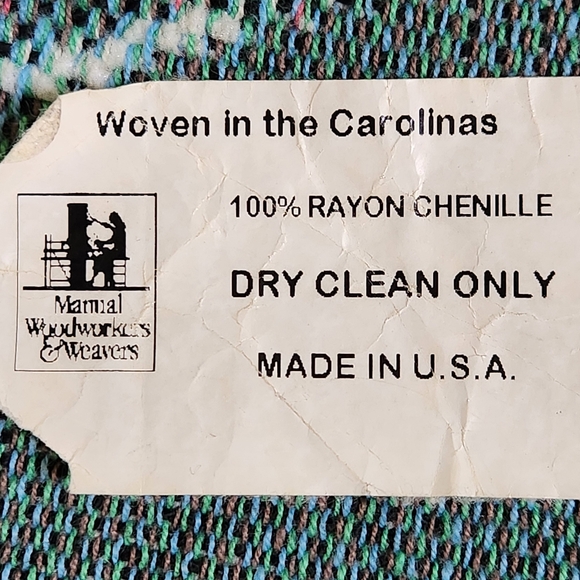 Woven in the Carolinas
100% RAYON CHENILLE
DRY CLEAN ONLY
MADE IN U.S.A.
Manual
Woodworkers
& Weavers